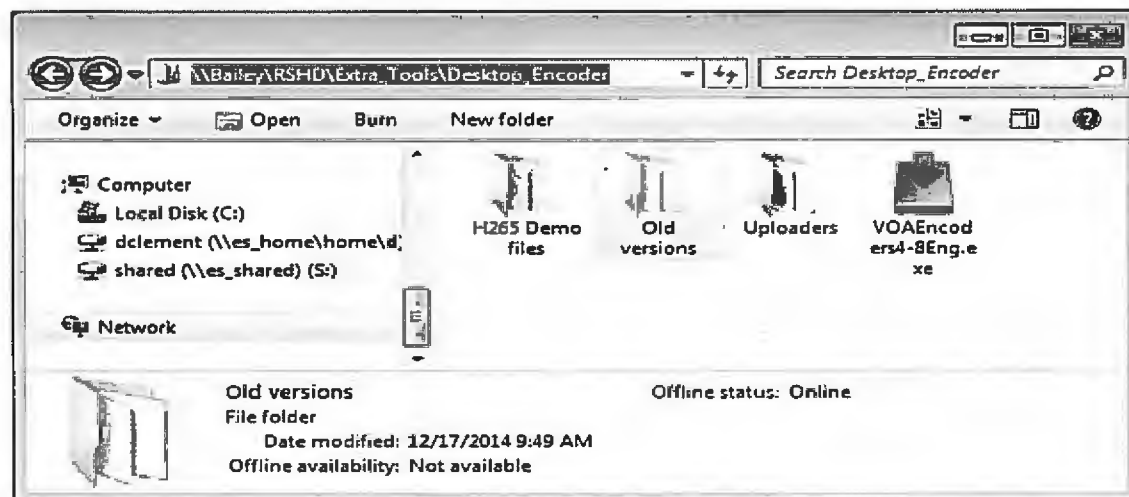 \\Bailey\RSHD\Extra_Tools\Desktop_Encoder
Search Desktop_Encoder
Organize
Open
Burn
New folder
Computer
Local Disk (C:)
dclement (\\es_home\home\d
shared (\\es_shared) (S:)
Network
H265 Demo
files
Old
versions
Uploaders
VOAEncod
ers4-8Eng.e
xe
Old versions
File folder
Date modified: 12/17/2014 9:49 AM
Offline availability: Not available
Offline status: Online